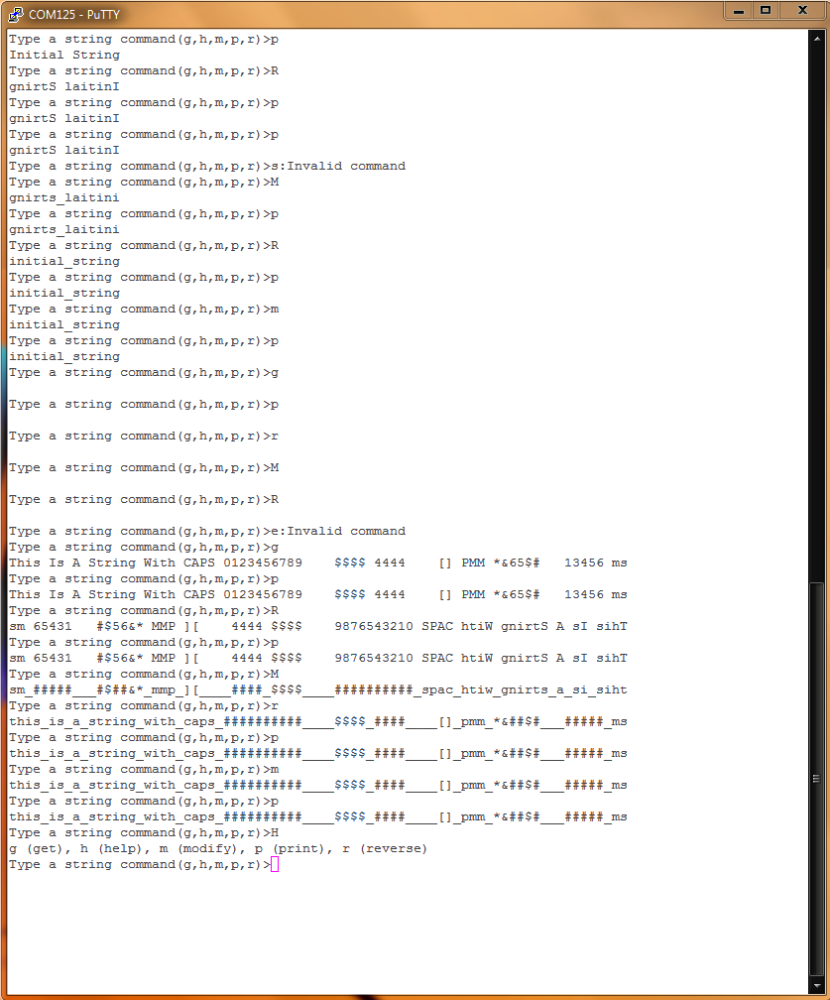 COM125 - PuTTY
Type a string command(g,h,m,p,r)>p
Initial String
Type a string command(g,h,m,p,r)>R
gnirtS laitinI
Type a string command(g,h,m,p,r)>p
gnirtS laitinI
Type a string command(g,h,m,p,r)>p
gnirtS laitinI
Type a string command(g,h,m,p,r)>s:Invalid command
Type a string command(g,h,m,p,r)>M
gnirts_laitini
Type a string command(g,h,m,p,r)>p
gnirts_laitini
Type a string command(g,h,m,p,r)>R
initial_string
Type a string command(g,h,m,p,r)>p
initial_string
Type a string command(g,h,m,p,r)>m
initial_string
Type a string command(g,h,m,p,r)>p
initial_string
Type a string command(g,h,m,p,r)>g
Type a string command(g,h,m,p,r)>p
Type a string command(g,h,m,p,r)>r
Type a string command(g,h,m,p,r)>M
Type a string command(g,h,m,p,r)>R
Type a string command(g,h,m,p,r)>e:Invalid command
Type a string command(g,h,m,p,r)>g
This Is A String With CAPS 0123456789    $$$$ 4444    [] PMM *&65$#   13456 ms
Type a string command(g,h,m,p,r)>p
This Is A String With CAPS 0123456789    $$$$ 4444    [] PMM *&65$#   13456 ms
Type a string command(g,h,m,p,r)>R
sm 65431   #$56&* MMP ][    4444 $$$$    9876543210 SPAC htiW gnirtS A sI sihT
Type a string command(g,h,m,p,r)>p
sm 65431   #$56&* MMP ][    4444 $$$$    9876543210 SPAC htiW gnirtS A sI sihT
Type a string command(g,h,m,p,r)>M
sm_#####___#$##&*_mmp_][____####_$$$$____##########_spac_htiw_gnirts_a_si_siht
Type a string command(g,h,m,p,r)>r
this_is_a_string_with_caps_##########____$$$$_####____[]_pmm_*&##$#___#####_ms
Type a string command(g,h,m,p,r)>p
this_is_a_string_with_caps_##########____$$$$_####____[]_pmm_*&##$#___#####_ms
Type a string command(g,h,m,p,r)>m
this_is_a_string_with_caps_##########____$$$$_####____[]_pmm_*&##$#___#####_ms
Type a string command(g,h,m,p,r)>p
this_is_a_string_with_caps_##########____$$$$_####____[]_pmm_*&##$#___#####_ms
Type a string command(g,h,m,p,r)>H
g (get), h (help), m (modify), p (print), r (reverse)
Type a string command(g,h,m,p,r)>